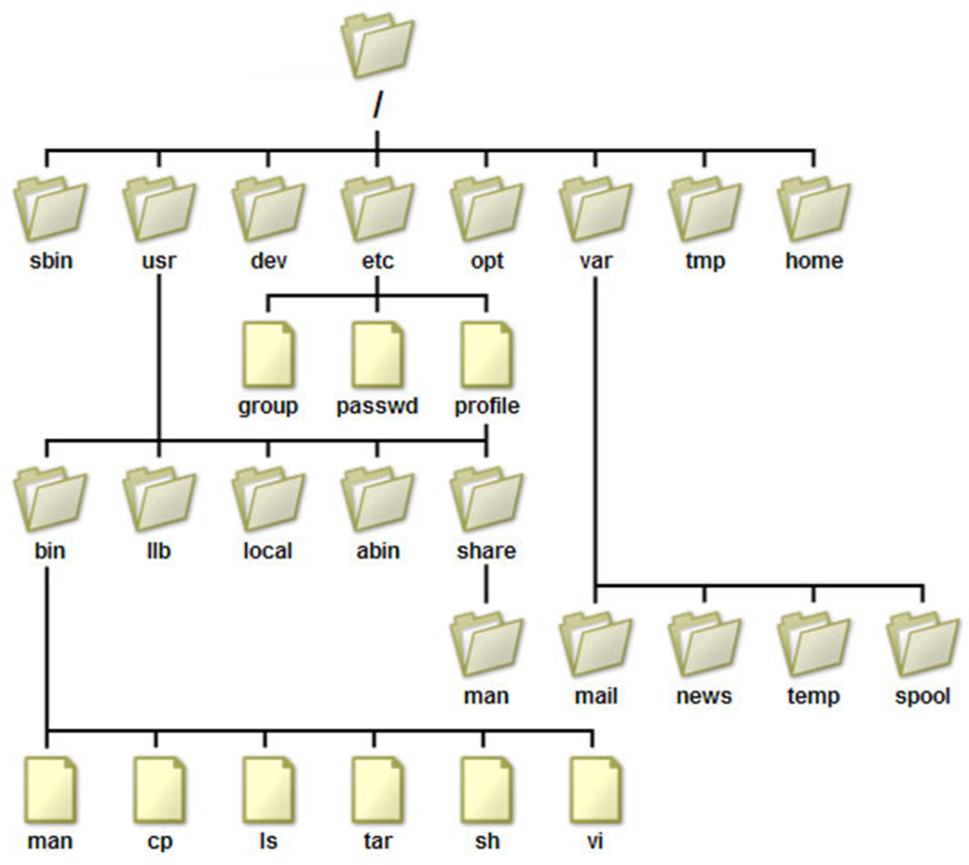 /
sbin usr dev etc opt var tmp home
group passwd profile
bin llb local abin share
man mail news temp spool
man cp ls tar sh vi